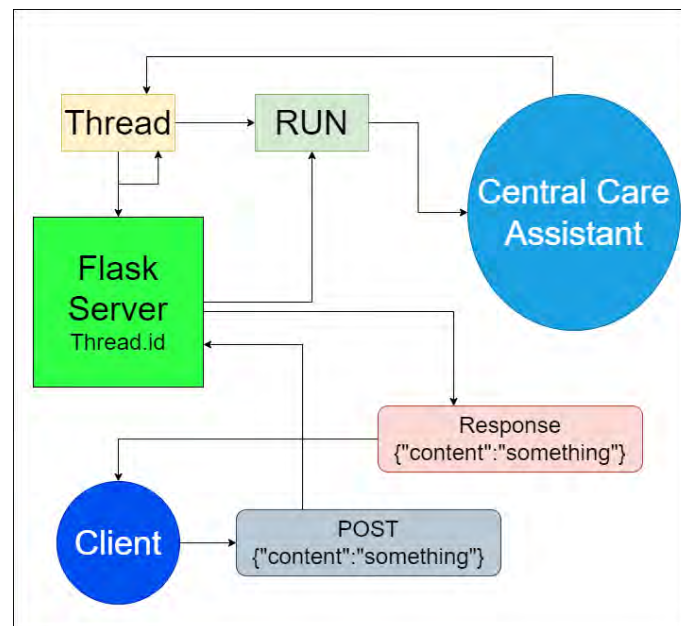 Thread
RUN
Central Care
Assistant
Flask
Server
Thread.id
Response
{"content":"something"}
Client
POST
{"content":"something"}